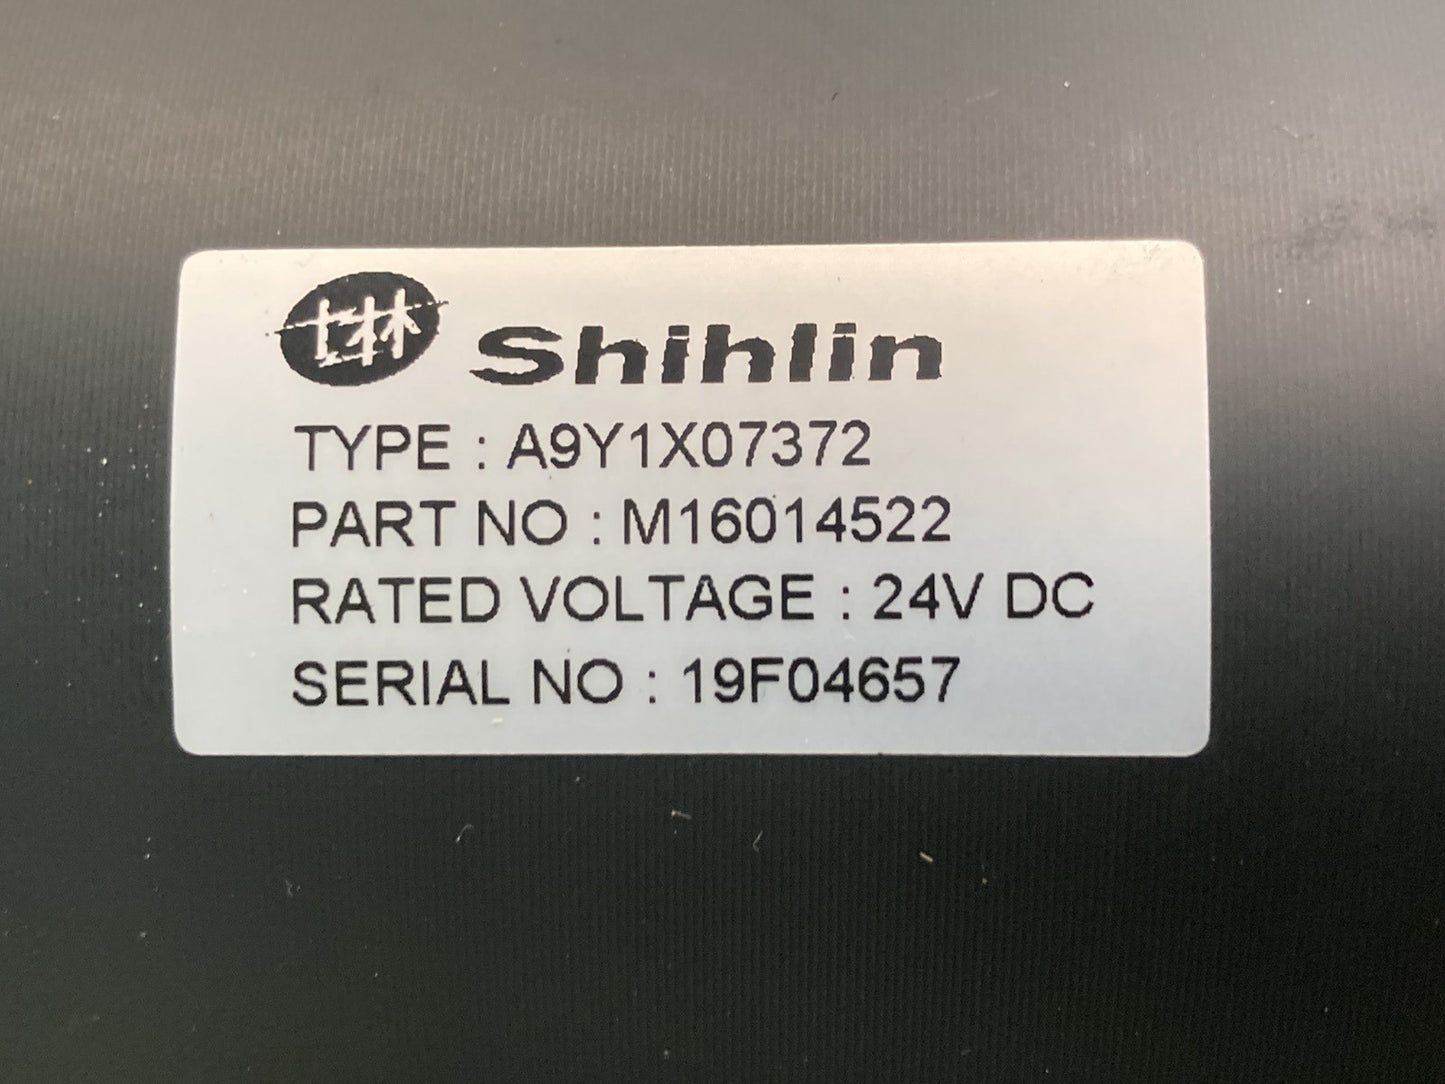 士林
Shihlin
TYPE : A9Y1X07372
PART NO : M16014522
RATED VOLTAGE : 24V DC
SERIAL NO : 19F04657